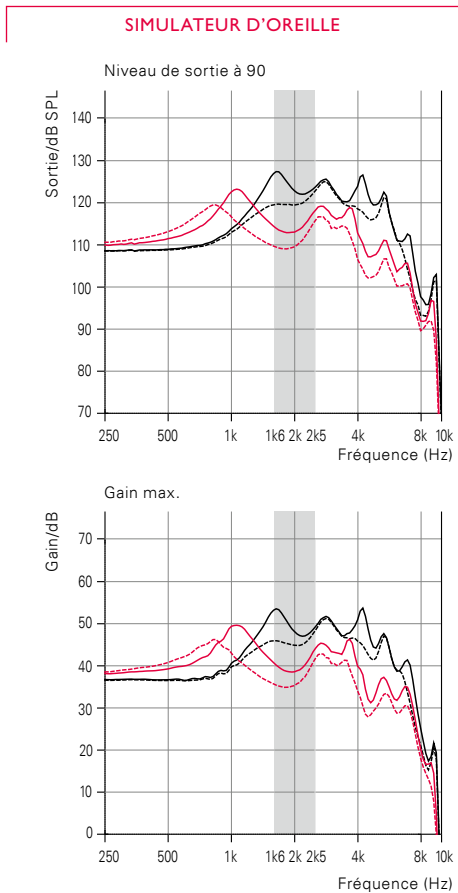 SIMULATEUR D'OREILLE
Niveau de sortie à 90
Sortie/dB SPL
140
130
120
110
100
90
80
70
250 500 1k 1k6 2k 2k5 4k 8k 10k
Fréquence (Hz)
Gain max.
Gain/dB
70
60
50
40
30
20
10
0
250 500 1k 1k6 2k 2k5 4k 8k 10k
Fréquence (Hz)